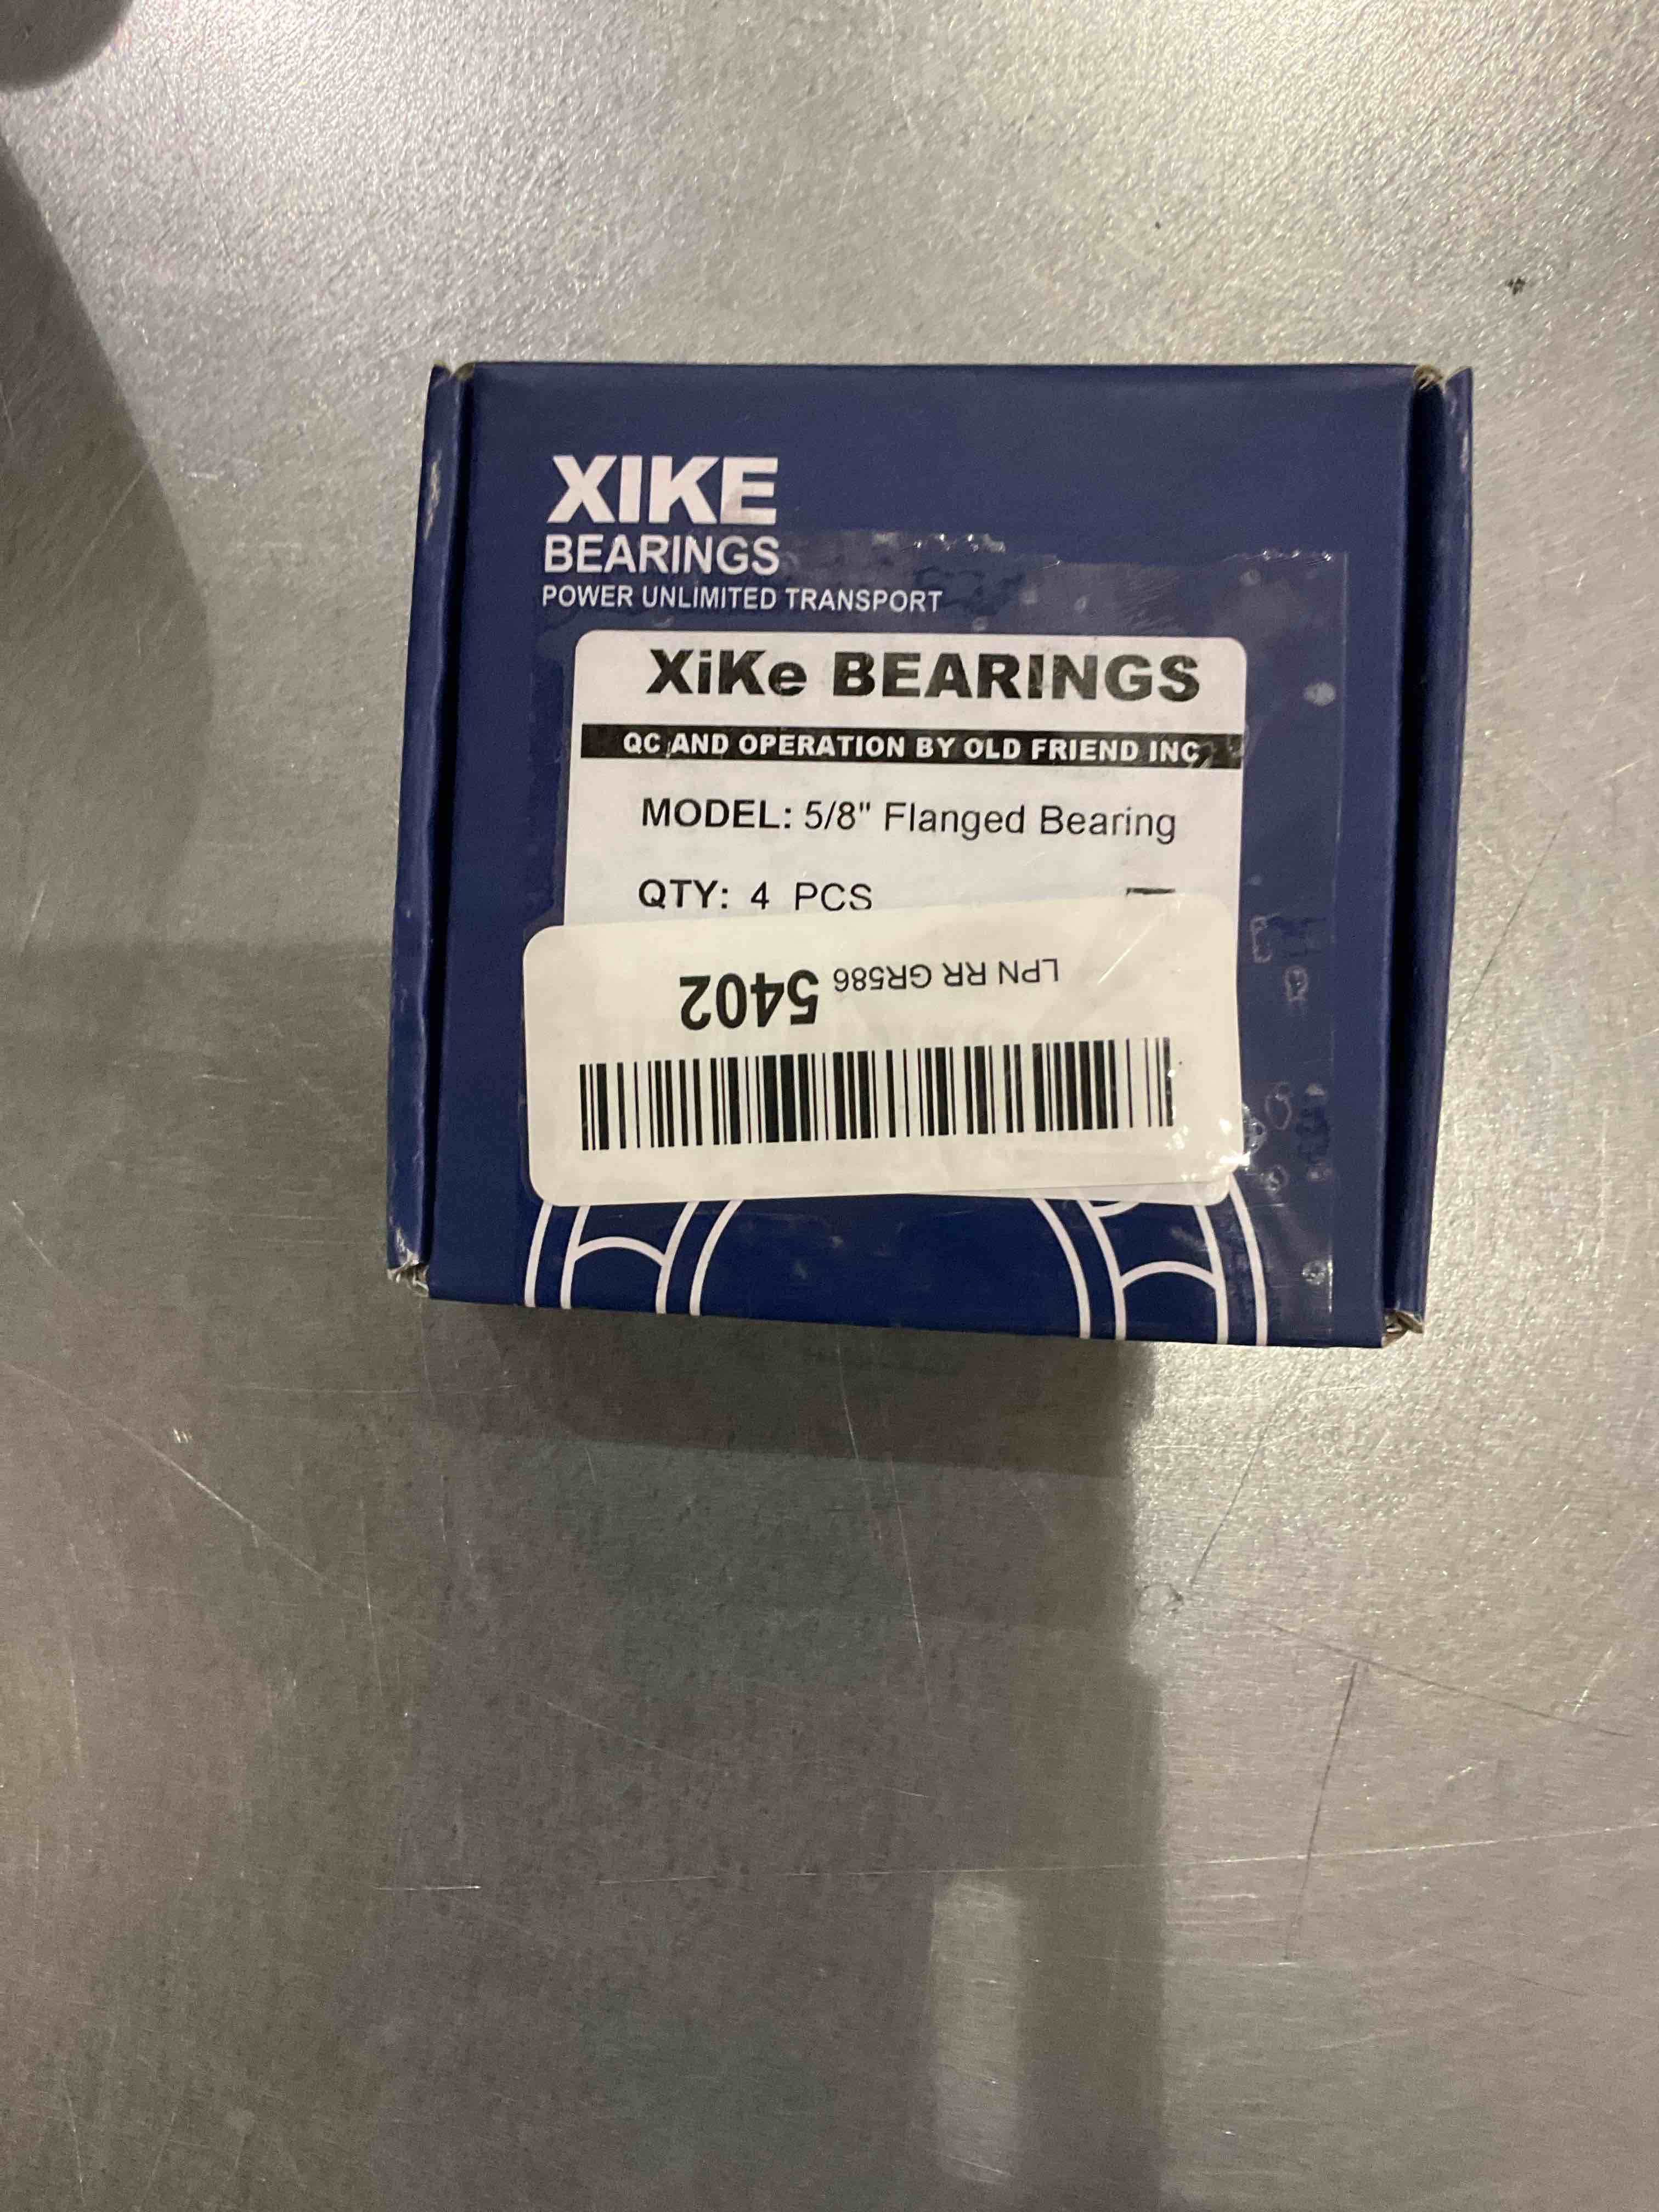 XIKE
BEARINGS
POWER UNLIMITED TRANSPORT
XiKe BEARINGS
QC AND OPERATION BY OLD FRIEND INC
MODEL: 5/8" Flanged Bearing
QTY: 4 PCS
LPN RR GR586 5402